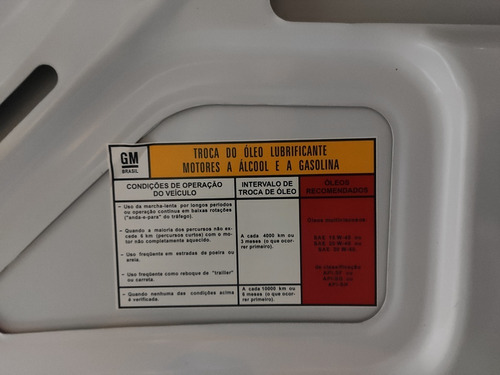 GM
BRASIL
TROCA DO ÓLEO LUBRIFICANTE
MOTORES A ÁLCOOL E A GASOLINA
CONDIÇÕES DE OPERAÇÃO
DO VEÍCULO
- Uso da marcha-lenta por longos períodos
ou operação contínua em baixas rotações
("anda-e-para" do tráfego).
- Quando a maioria dos percursos não ex-
cede 6 km (percursos curtos) com o mo-
tor não completamente aquecido.
- Uso freqüente em estradas de poeira ou
areia.
- Uso freqüente como reboque de "trailer"
ou carreta.
- Quando nenhuma das condições acima
é verificada.
INTERVALO DE
TROCA DE ÓLEO
A cada 4000 km ou
3 meses (o que ocor-
rer primeiro).
A cada 10000 km ou
6 meses (o que ocor-
rer primeiro).
ÓLEOS
RECOMENDADOS